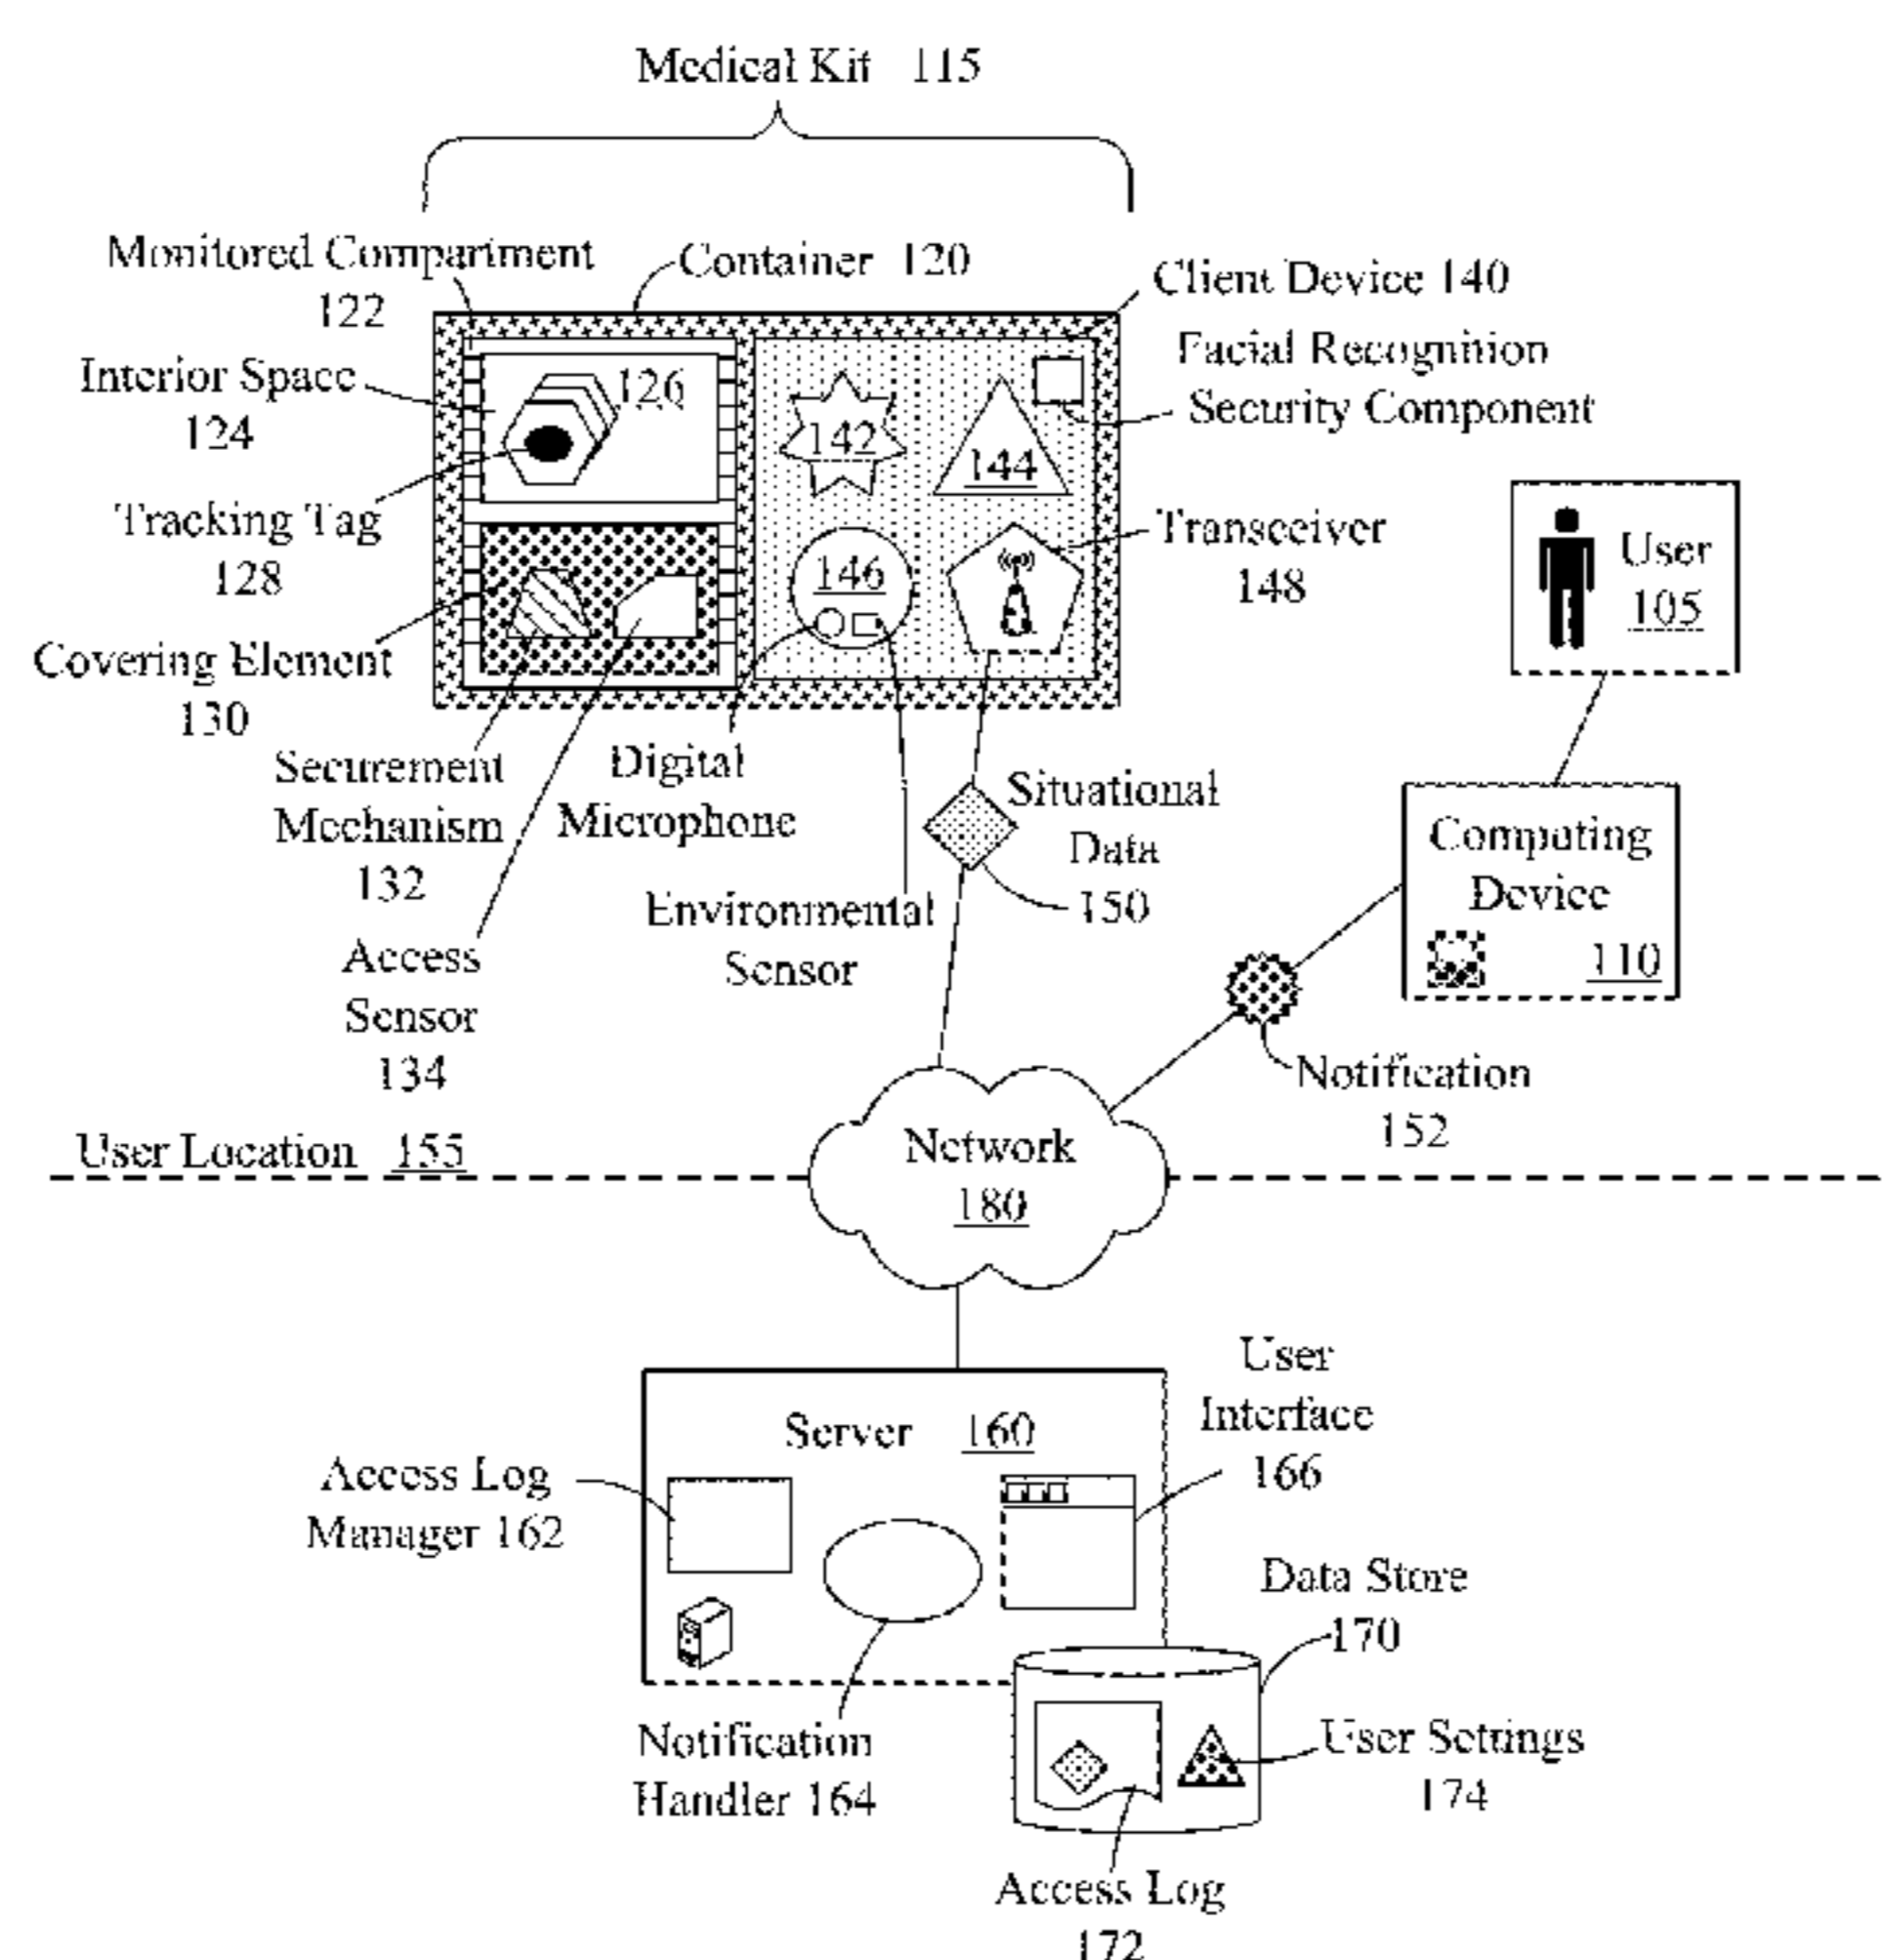 Medical Kit 115
Monitored Compartment
122
Container 120
Client Device 140
Facial Recognition
Security Component
Interior Space
124
126
142
144
Tracking Tag
128
146
Transceiver
148
User
105
Covering Element
130
Securement
Mechanism
132
Digital
Microphone
Situational
Data
150
Computing
Device
110
Environmental
Sensor
Access
Sensor
134
Notification
152
User Location 155
Network
180
User
Interface
166
Server 160
Access Log
Manager 162
Data Store
170
Notification
Handler 164
User Settings
174
Access Log
172